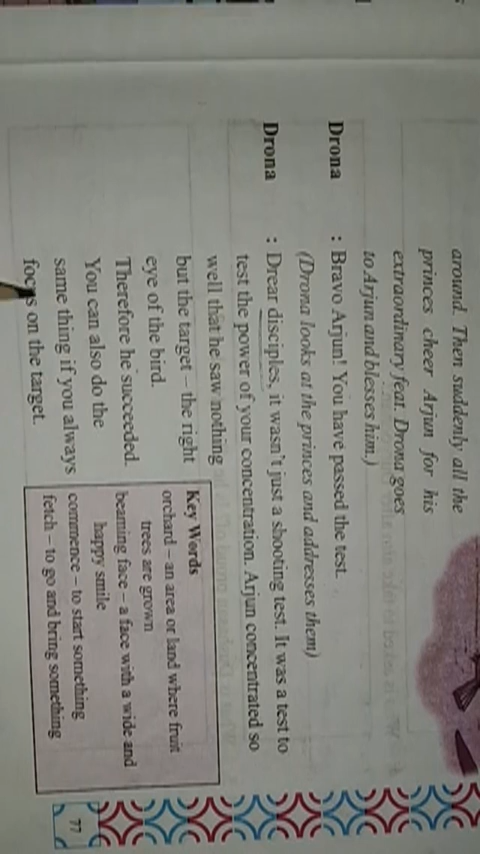 around. Then suddenly all the
princes cheer Arjun for his
extraordinary feat. Drona goes
to Arjun and blesses him.)
Drona : Bravo Arjun! You have passed the test.
(Drona looks at the princes and addresses them)
Drona : Drear disciples, it wasn't just a shooting test. It was a test to
test the power of your concentration. Arjun concentrated so
well that he saw nothing
but the target – the right
eye of the bird.
Therefore he succeeded.
You can also do the
same thing if you always
focus on the target.
Key Words
orchard – an area or land where fruit
trees are grown
beaming face – a face with a wide and
happy smile
commence- to start something
fetch – to go and bring something
77